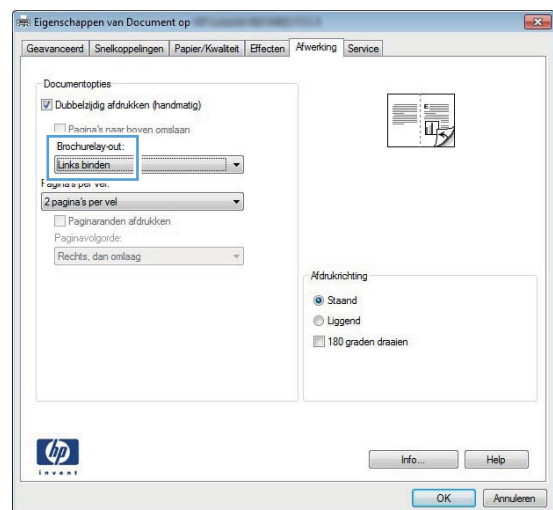 Eigenschappen van Document op
Geavanceerd Snelkoppelingen Papier/Kwaliteit Effecten Afwerking Service
Documentopties
Dubbelzijdig afdrukken (handmatig)
Pagina's naar boven omslaan
Brochurelay-out:
Links binden
Pagina's per vel:
2 pagina's per vel
Paginaranden afdrukken
Paginavolgorde:
Rechts, dan omlaag
Afdrukrichting
Staand
Liggend
180 graden draaien
hp
invent
Info... Help
OK Annuleren